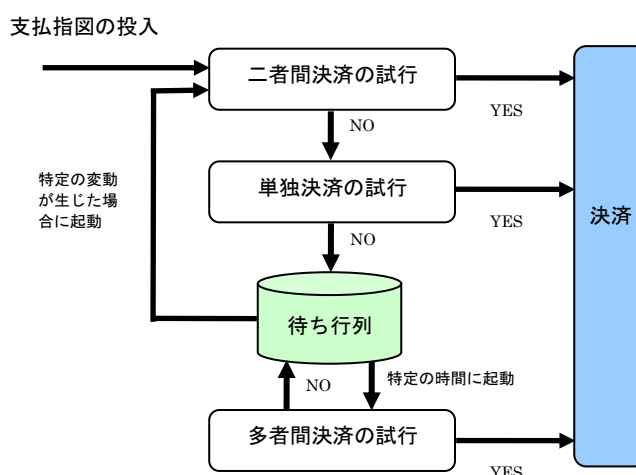 支払指図の投入
二者間決済の試行
YES
NO
特定の変動
が生じた場
合に起動
単独決済の試行
YES
NO
決済
待ち行列
NO
特定の時間に起動
多者間決済の試行
YES